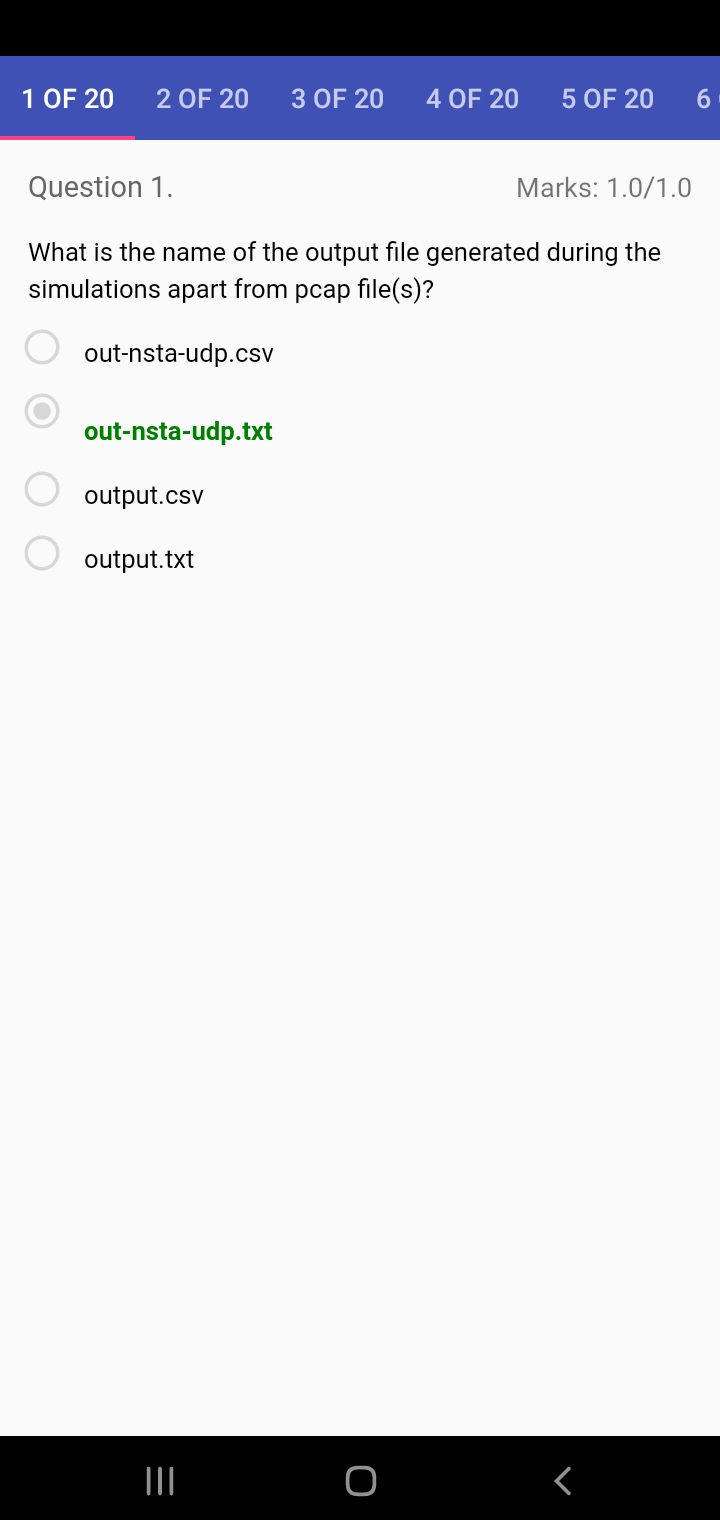 1 OF 20 2 OF 20 3 OF 20 4 OF 20 5 OF 20 6
Question 1. Marks: 1.0/1.0
What is the name of the output file generated during the
simulations apart from pcap file(s)?
out-nsta-udp.csv
out-nsta-udp.txt
output.csv
output.txt